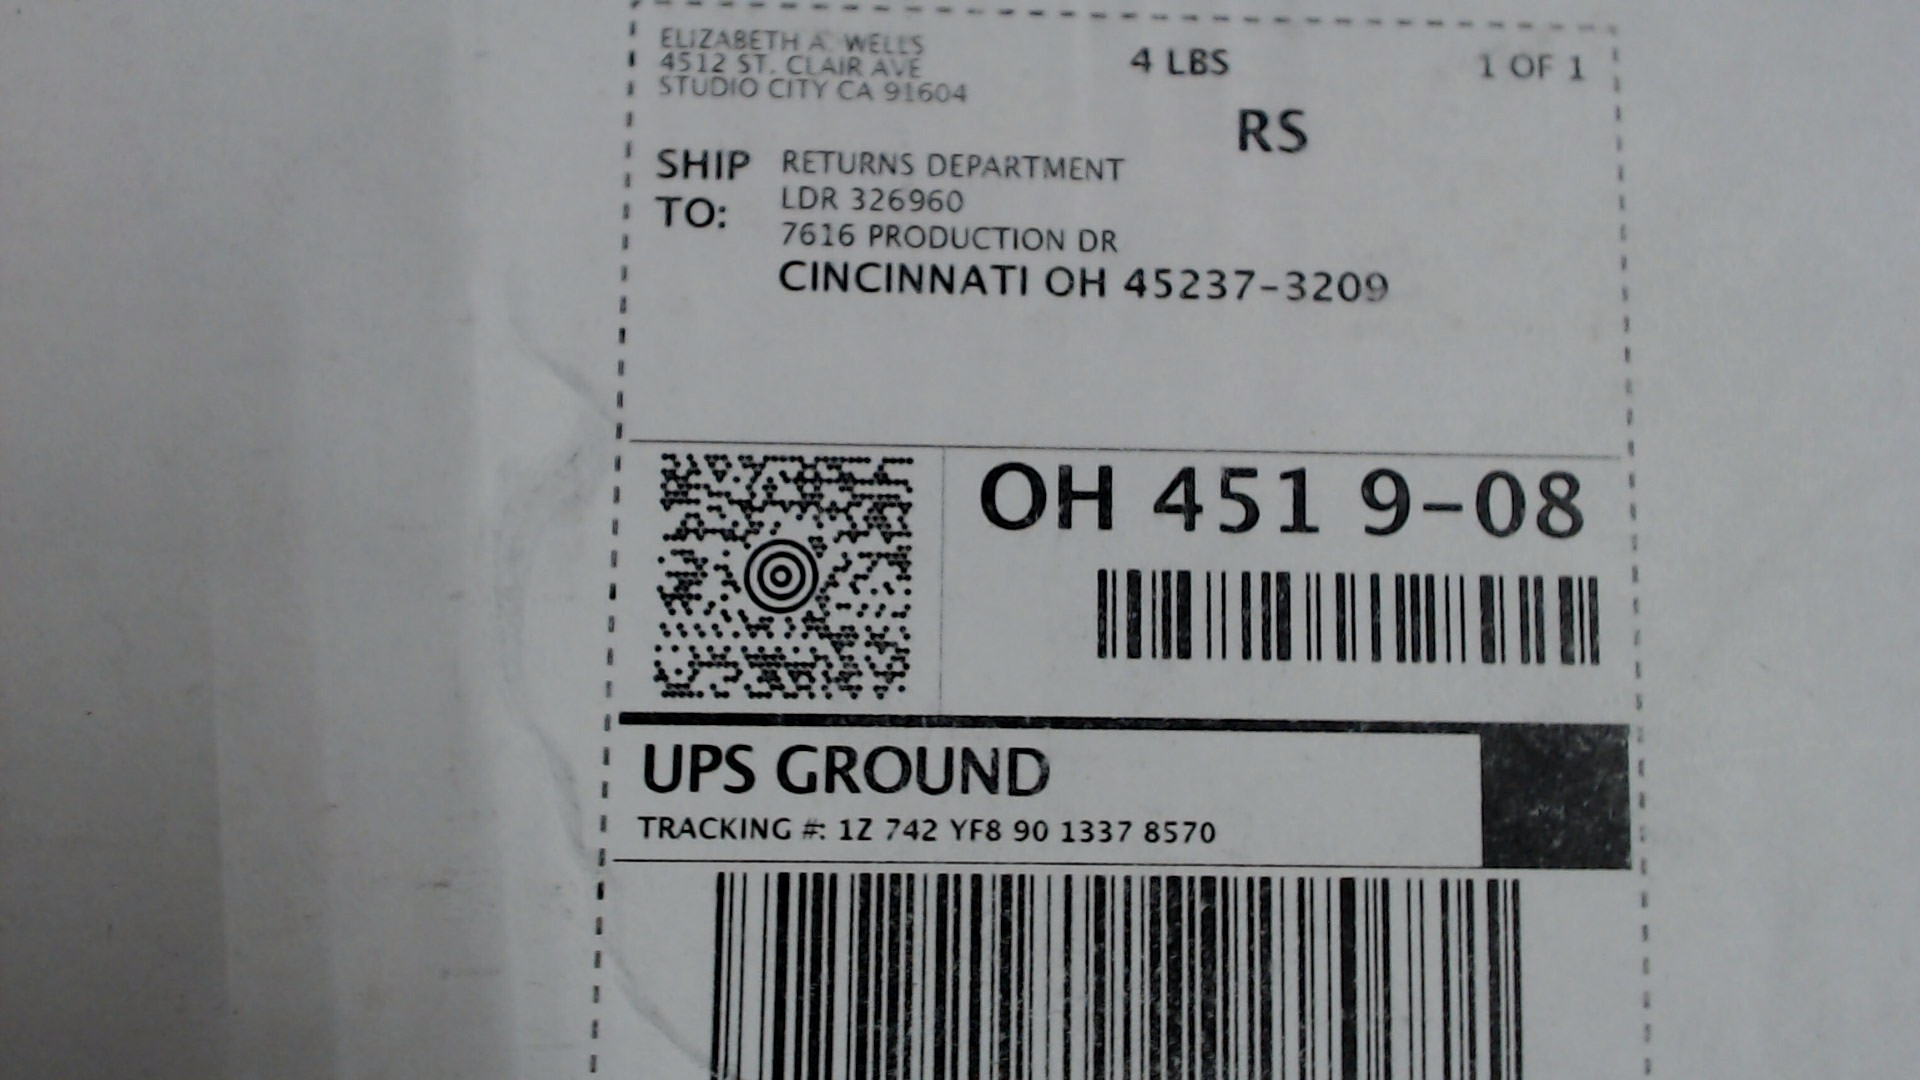 ELIZABETH A. WELLS
4512 ST. CLAIR AVE
STUDIO CITY CA 91604
4 LBS
1 OF 1
RS
SHIP TO:
RETURNS DEPARTMENT
LDR 326960
7616 PRODUCTION DR
CINCINNATI OH 45237-3209
OH 451 9-08
UPS GROUND
TRACKING #: 1Z 742 YF8 90 1337 8570